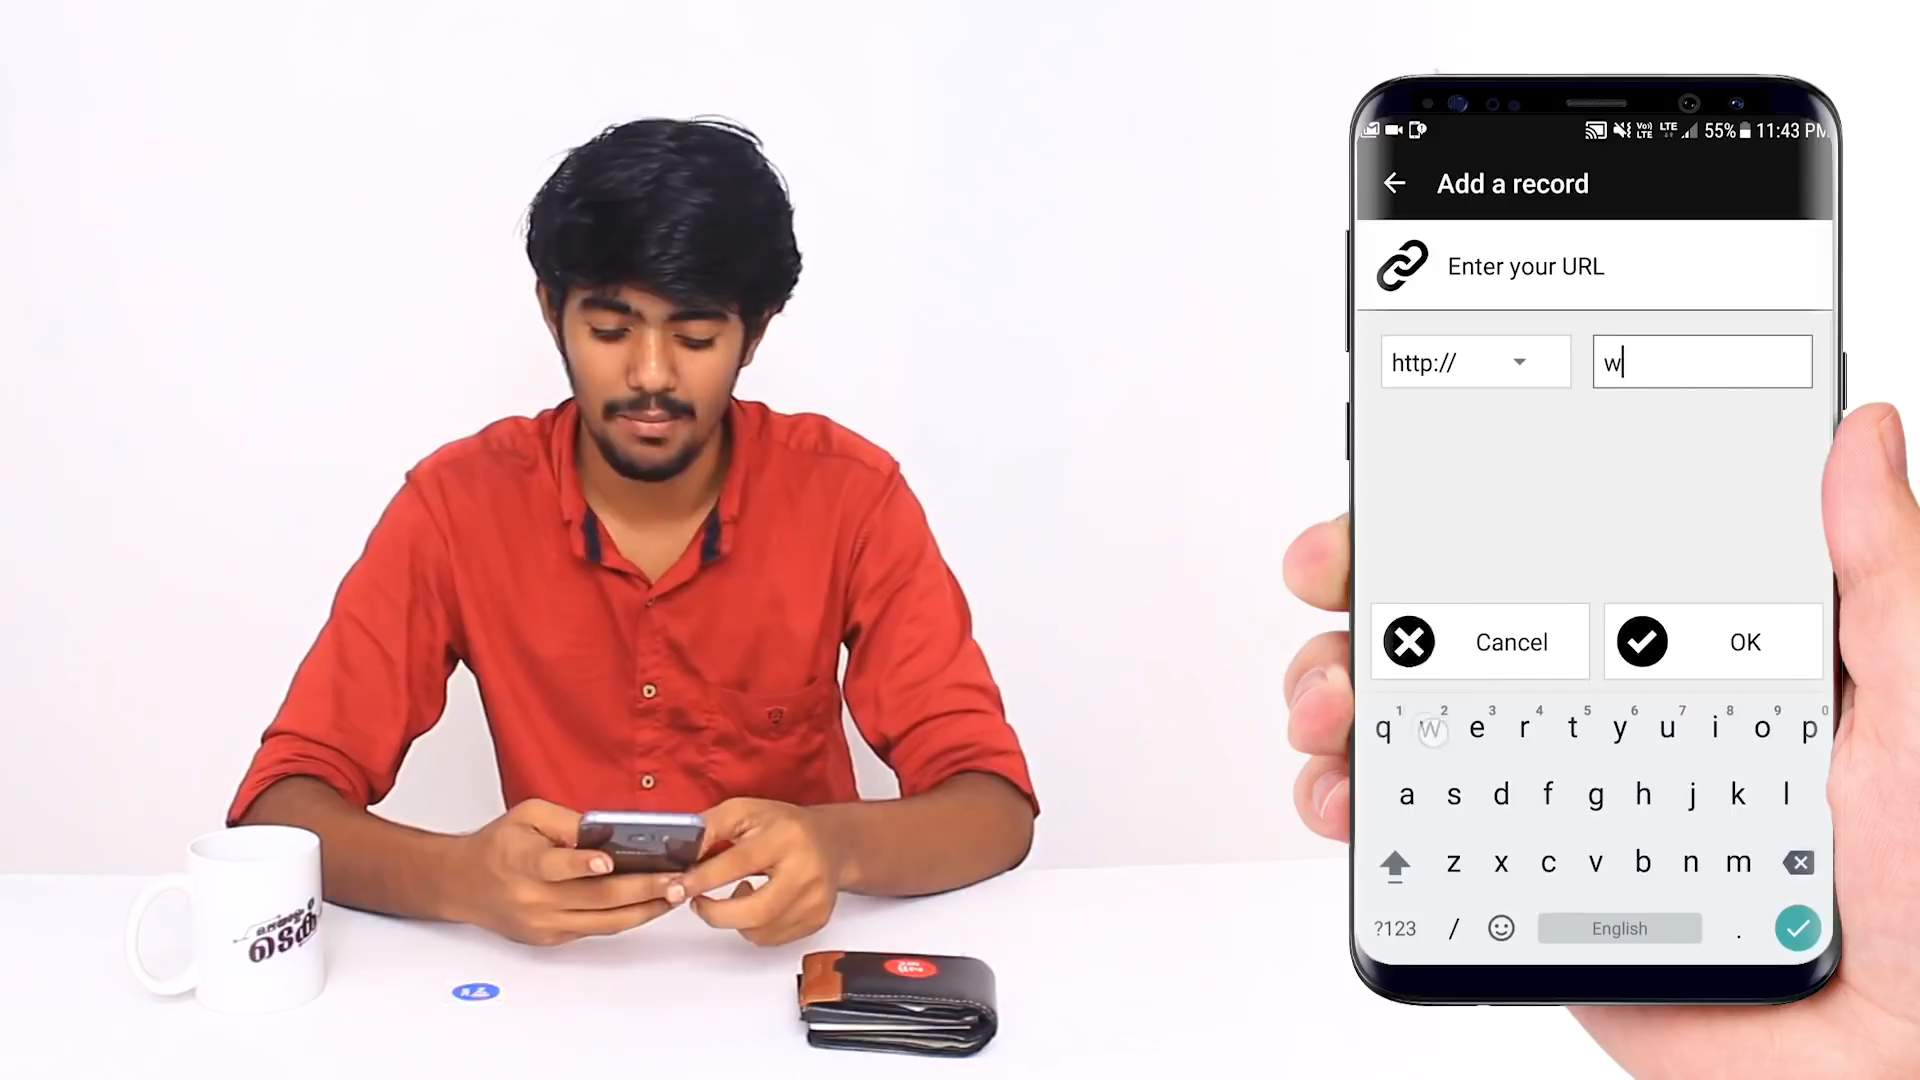 55% 11:43 PM
Add a record
Enter your URL
http://
w
Cancel
OK
1 2 3 4 5 6 7 8 9 0
q w e r t y u i o p
a s d f g h j k l
z x c v b n m
?123 / English .